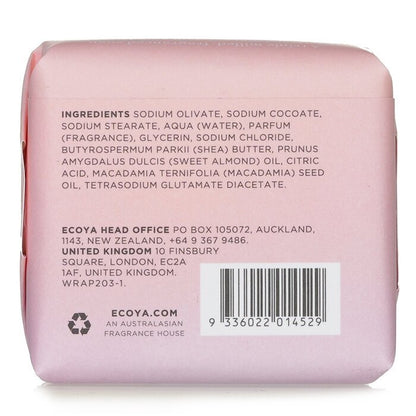 INGREDIENTS SODIUM OLIVATE, SODIUM COCOATE,
SODIUM STEARATE, AQUA (WATER), PARFUM
(FRAGRANCE), GLYCERIN, SODIUM CHLORIDE,
BUTYROSPERMUM PARKII (SHEA) BUTTER, PRUNUS
AMYGDALUS DULCIS (SWEET ALMOND) OIL, CITRIC
ACID, MACADAMIA TERNIFOLIA (MACADAMIA) SEED
OIL, TETRASODIUM GLUTAMATE DIACETATE.
ECOYA HEAD OFFICE PO BOX 105072, AUCKLAND,
1143, NEW ZEALAND, +64 9 367 9486.
UNITED KINGDOM 10 FINSBURY
SQUARE, LONDON, EC2A
1AF, UNITED KINGDOM.
WRAP203-1.
ECOYA.COM
AN AUSTRALASIAN
FRAGRANCE HOUSE
9 336022 014529